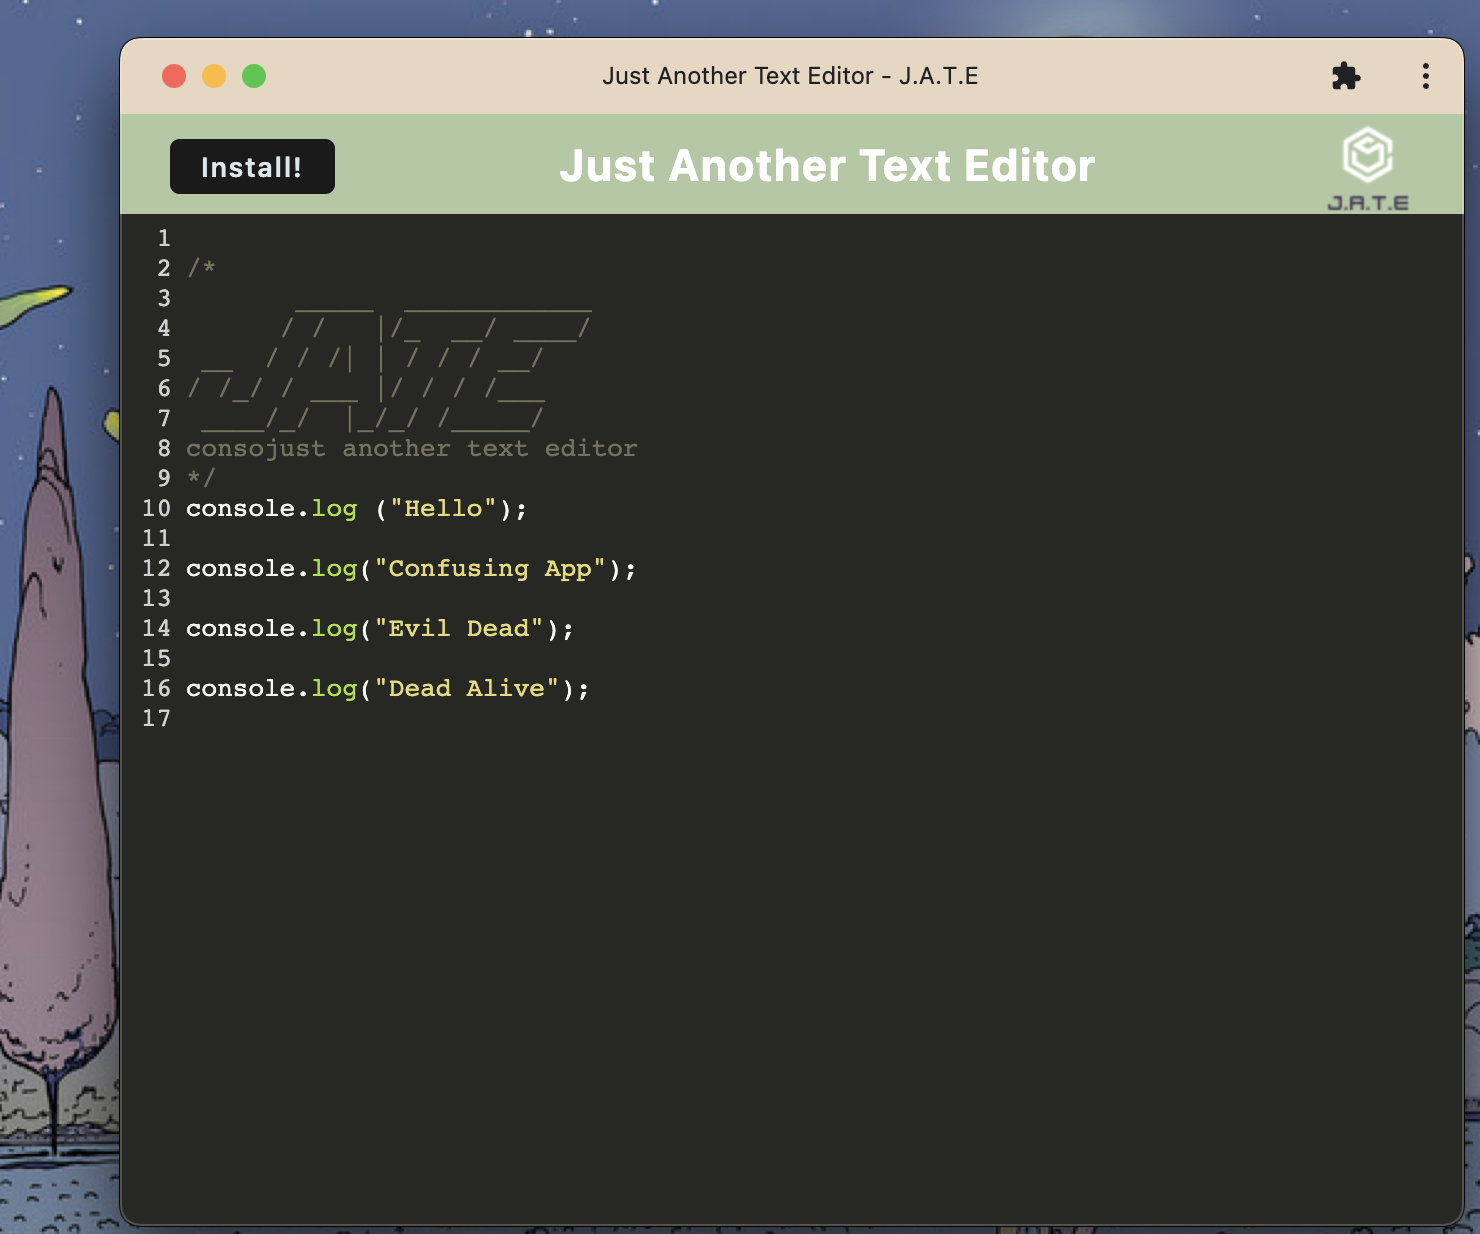 Just Another Text Editor - J.A.T.E
Install!
Just Another Text Editor
J.A.T.E
1
2 /*
3        _____  ____________
4       / /   |/_  __/ ____/
5  __  / / /| | / / / __/
6 / /_/ / ___ |/ / / /___
7  ____/_/  |_/_/ /_____/
8 consojust another text editor
9 */
10 console.log ("Hello");
11
12 console.log("Confusing App");
13
14 console.log("Evil Dead");
15
16 console.log("Dead Alive");
17